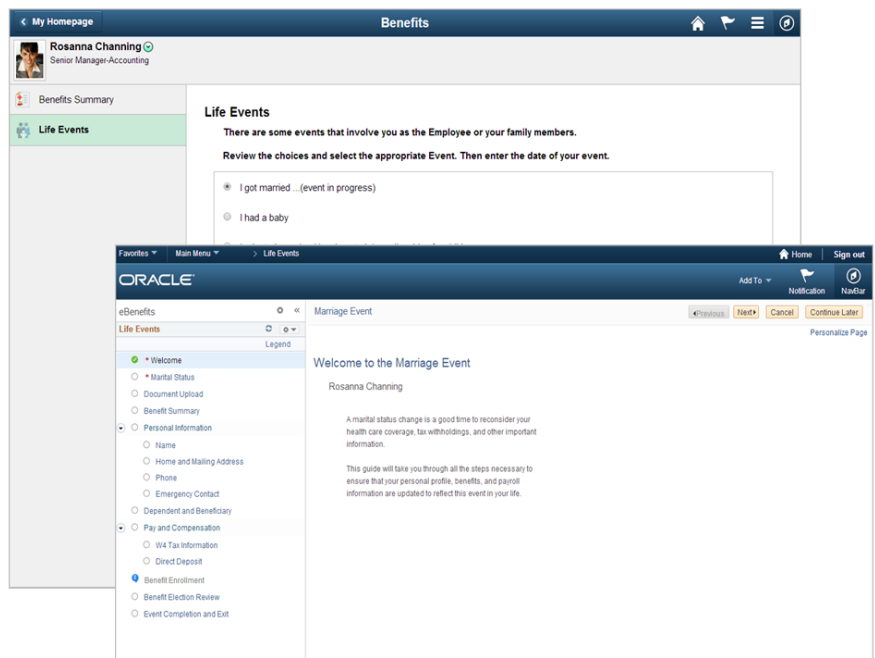 My Homepage
Benefits
Rosanna Channing
Senior Manager-Accounting
Benefits Summary
Life Events
Life Events
There are some events that involve you as the Employee or your family members.
Review the choices and select the appropriate Event. Then enter the date of your event.
I got married ...(event in progress)
I had a baby
Favorites Main Menu > Life Events Home Sign out
ORACLE
Add To Notification NavBar
eBenefits
Life Events
Legend
* Welcome
* Marital Status
Document Upload
Benefit Summary
Personal Information
Name
Home and Mailing Address
Phone
Emergency Contact
Dependent and Beneficiary
Pay and Compensation
W4 Tax Information
Direct Deposit
Benefit Enrollment
Benefit Election Review
Event Completion and Exit
Marriage Event
Previous Next Cancel Continue Later
Personalize Page
Welcome to the Marriage Event
Rosanna Channing
A marital status change is a good time to reconsider your
health care coverage, tax withholdings, and other important
information.
This guide will take you through all the steps necessary to
ensure that your personal profile, benefits, and payroll
information are updated to reflect this event in your life.